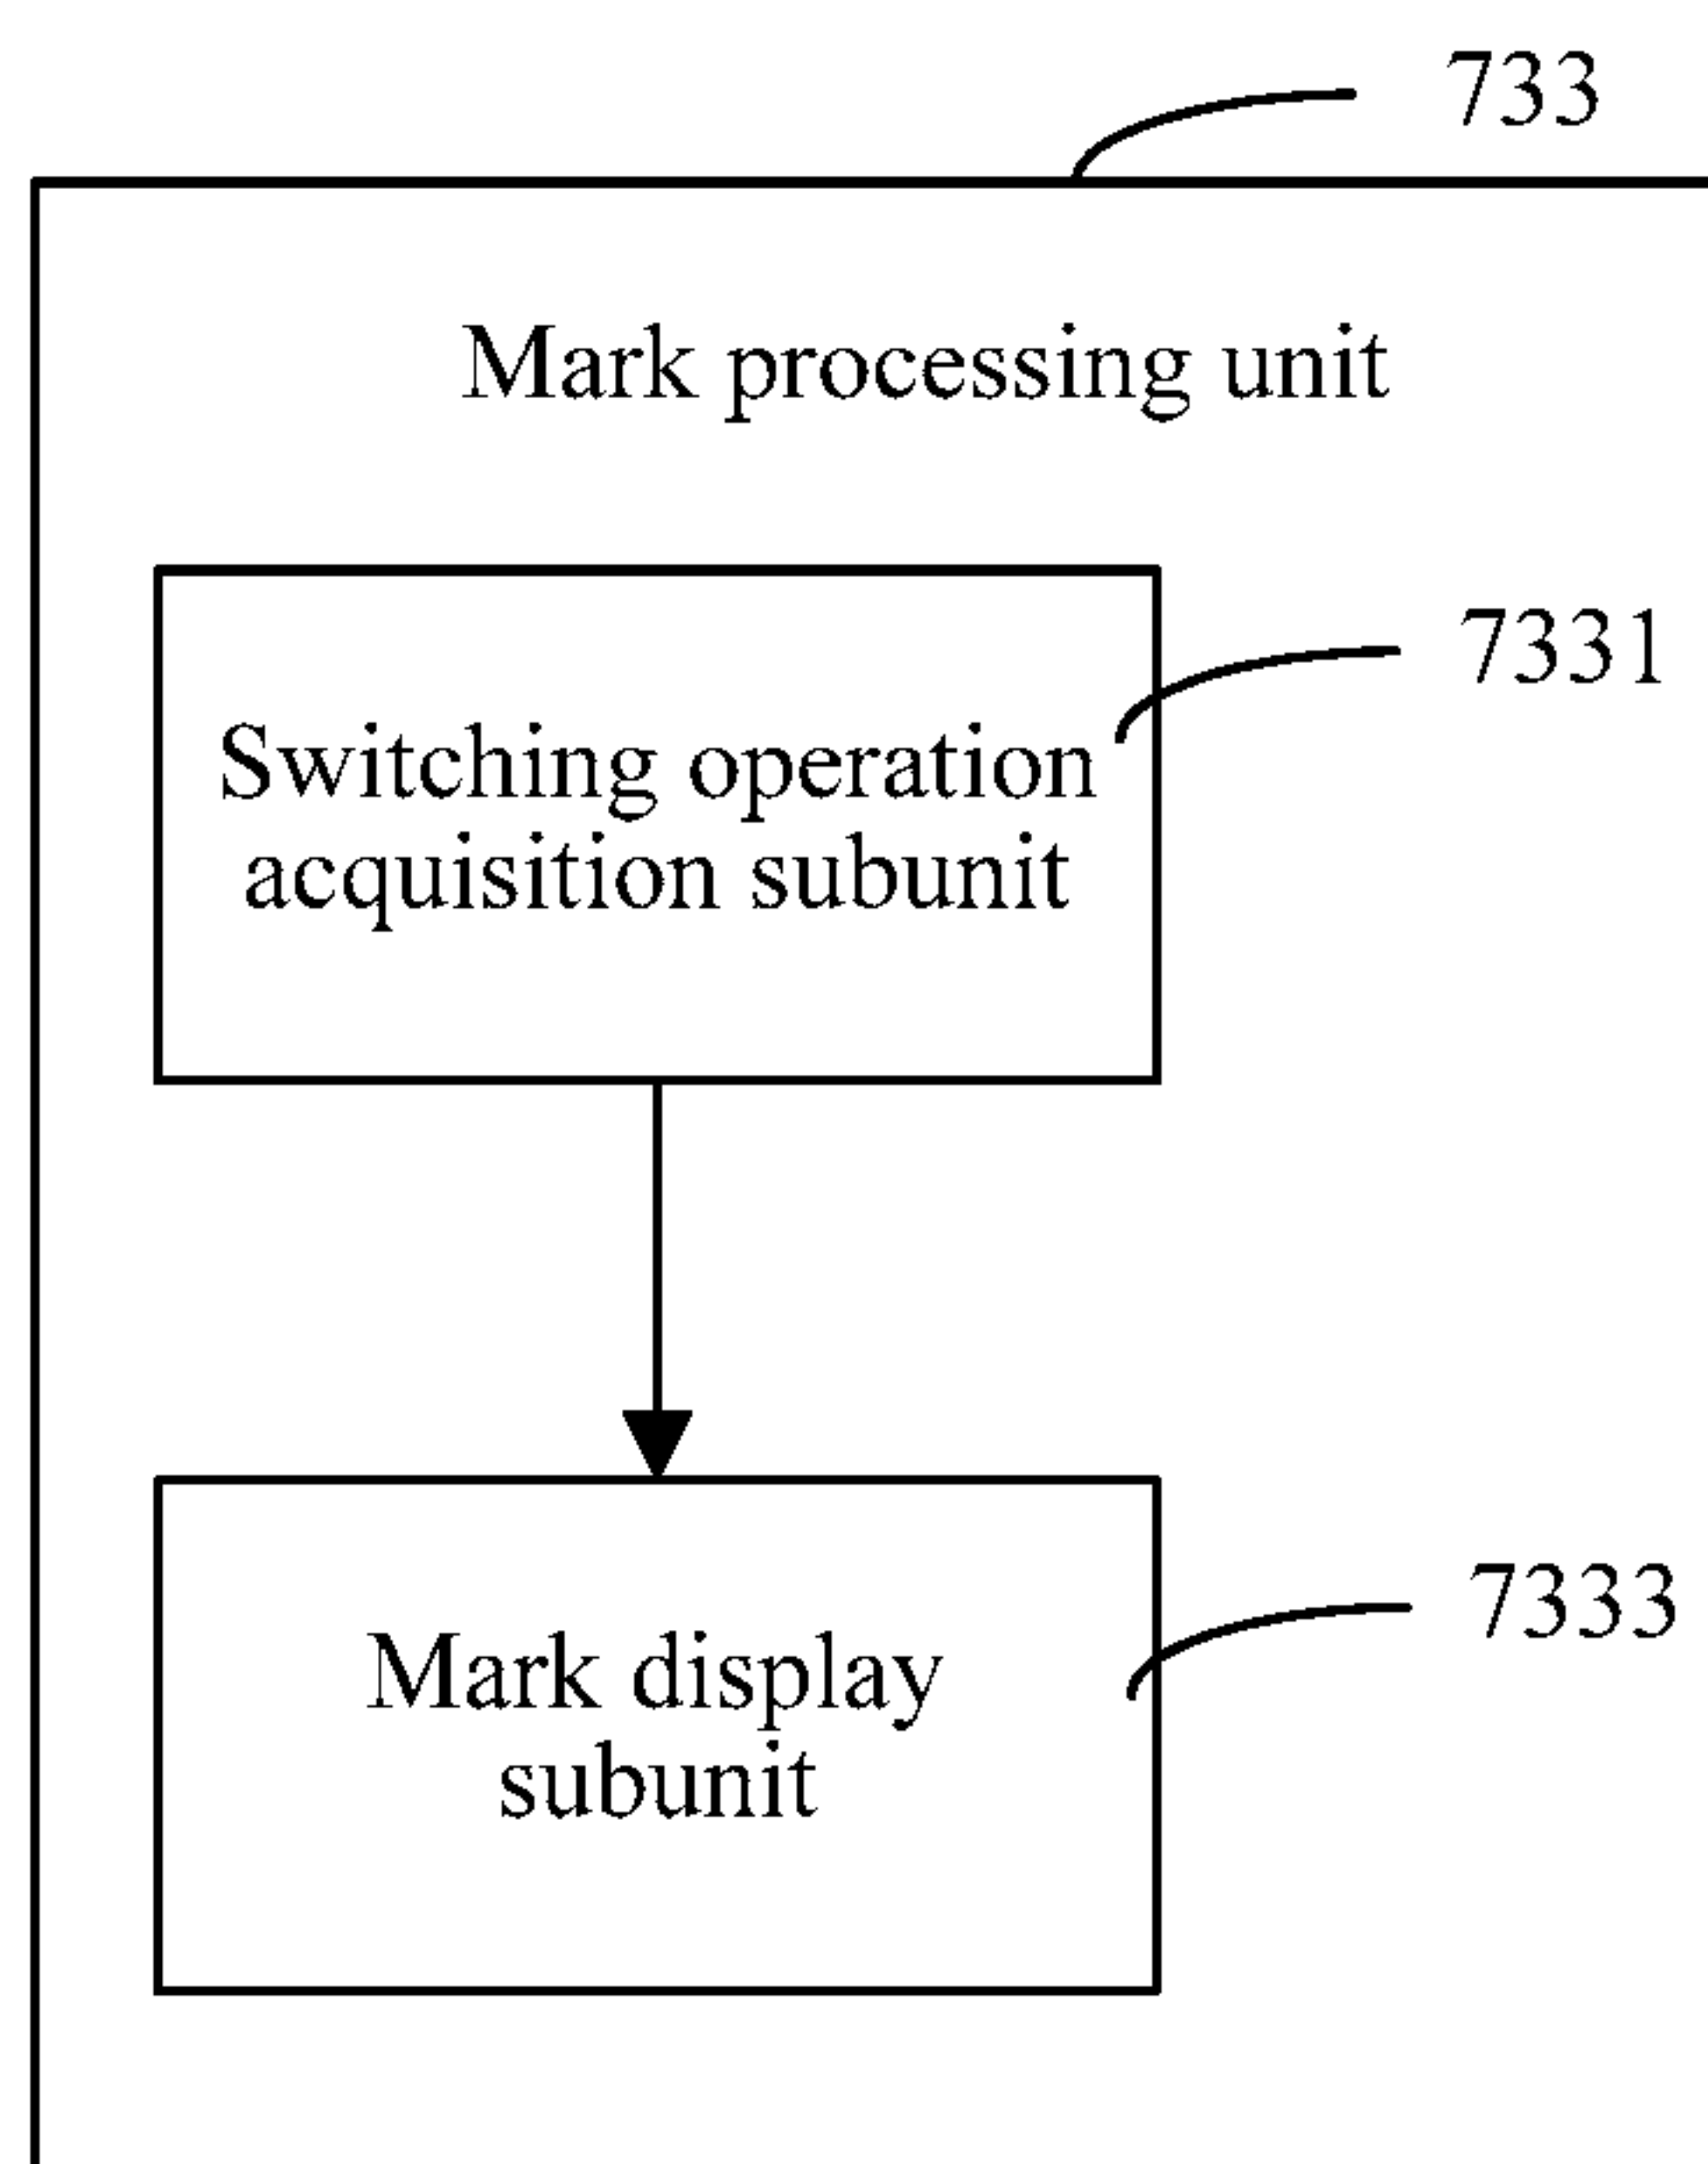 733
Mark processing unit
7331
Switching operation
acquisition subunit
7333
Mark display
subunit